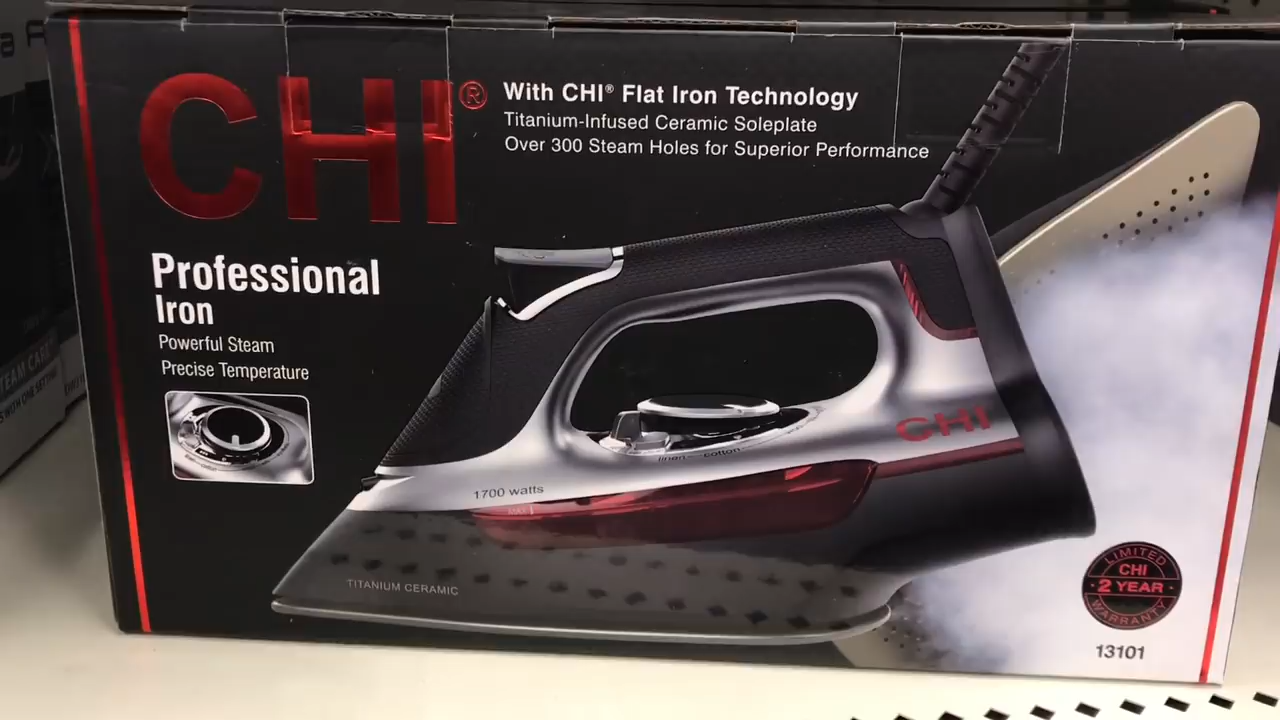 CHI®
With CHI® Flat Iron Technology
Titanium-Infused Ceramic Soleplate
Over 300 Steam Holes for Superior Performance
Professional
Iron
Powerful Steam
Precise Temperature
CHI
linen cotton
1700 watts
MAX
TITANIUM CERAMIC
LIMITED
CHI
2 YEAR
WARRANTY
13101